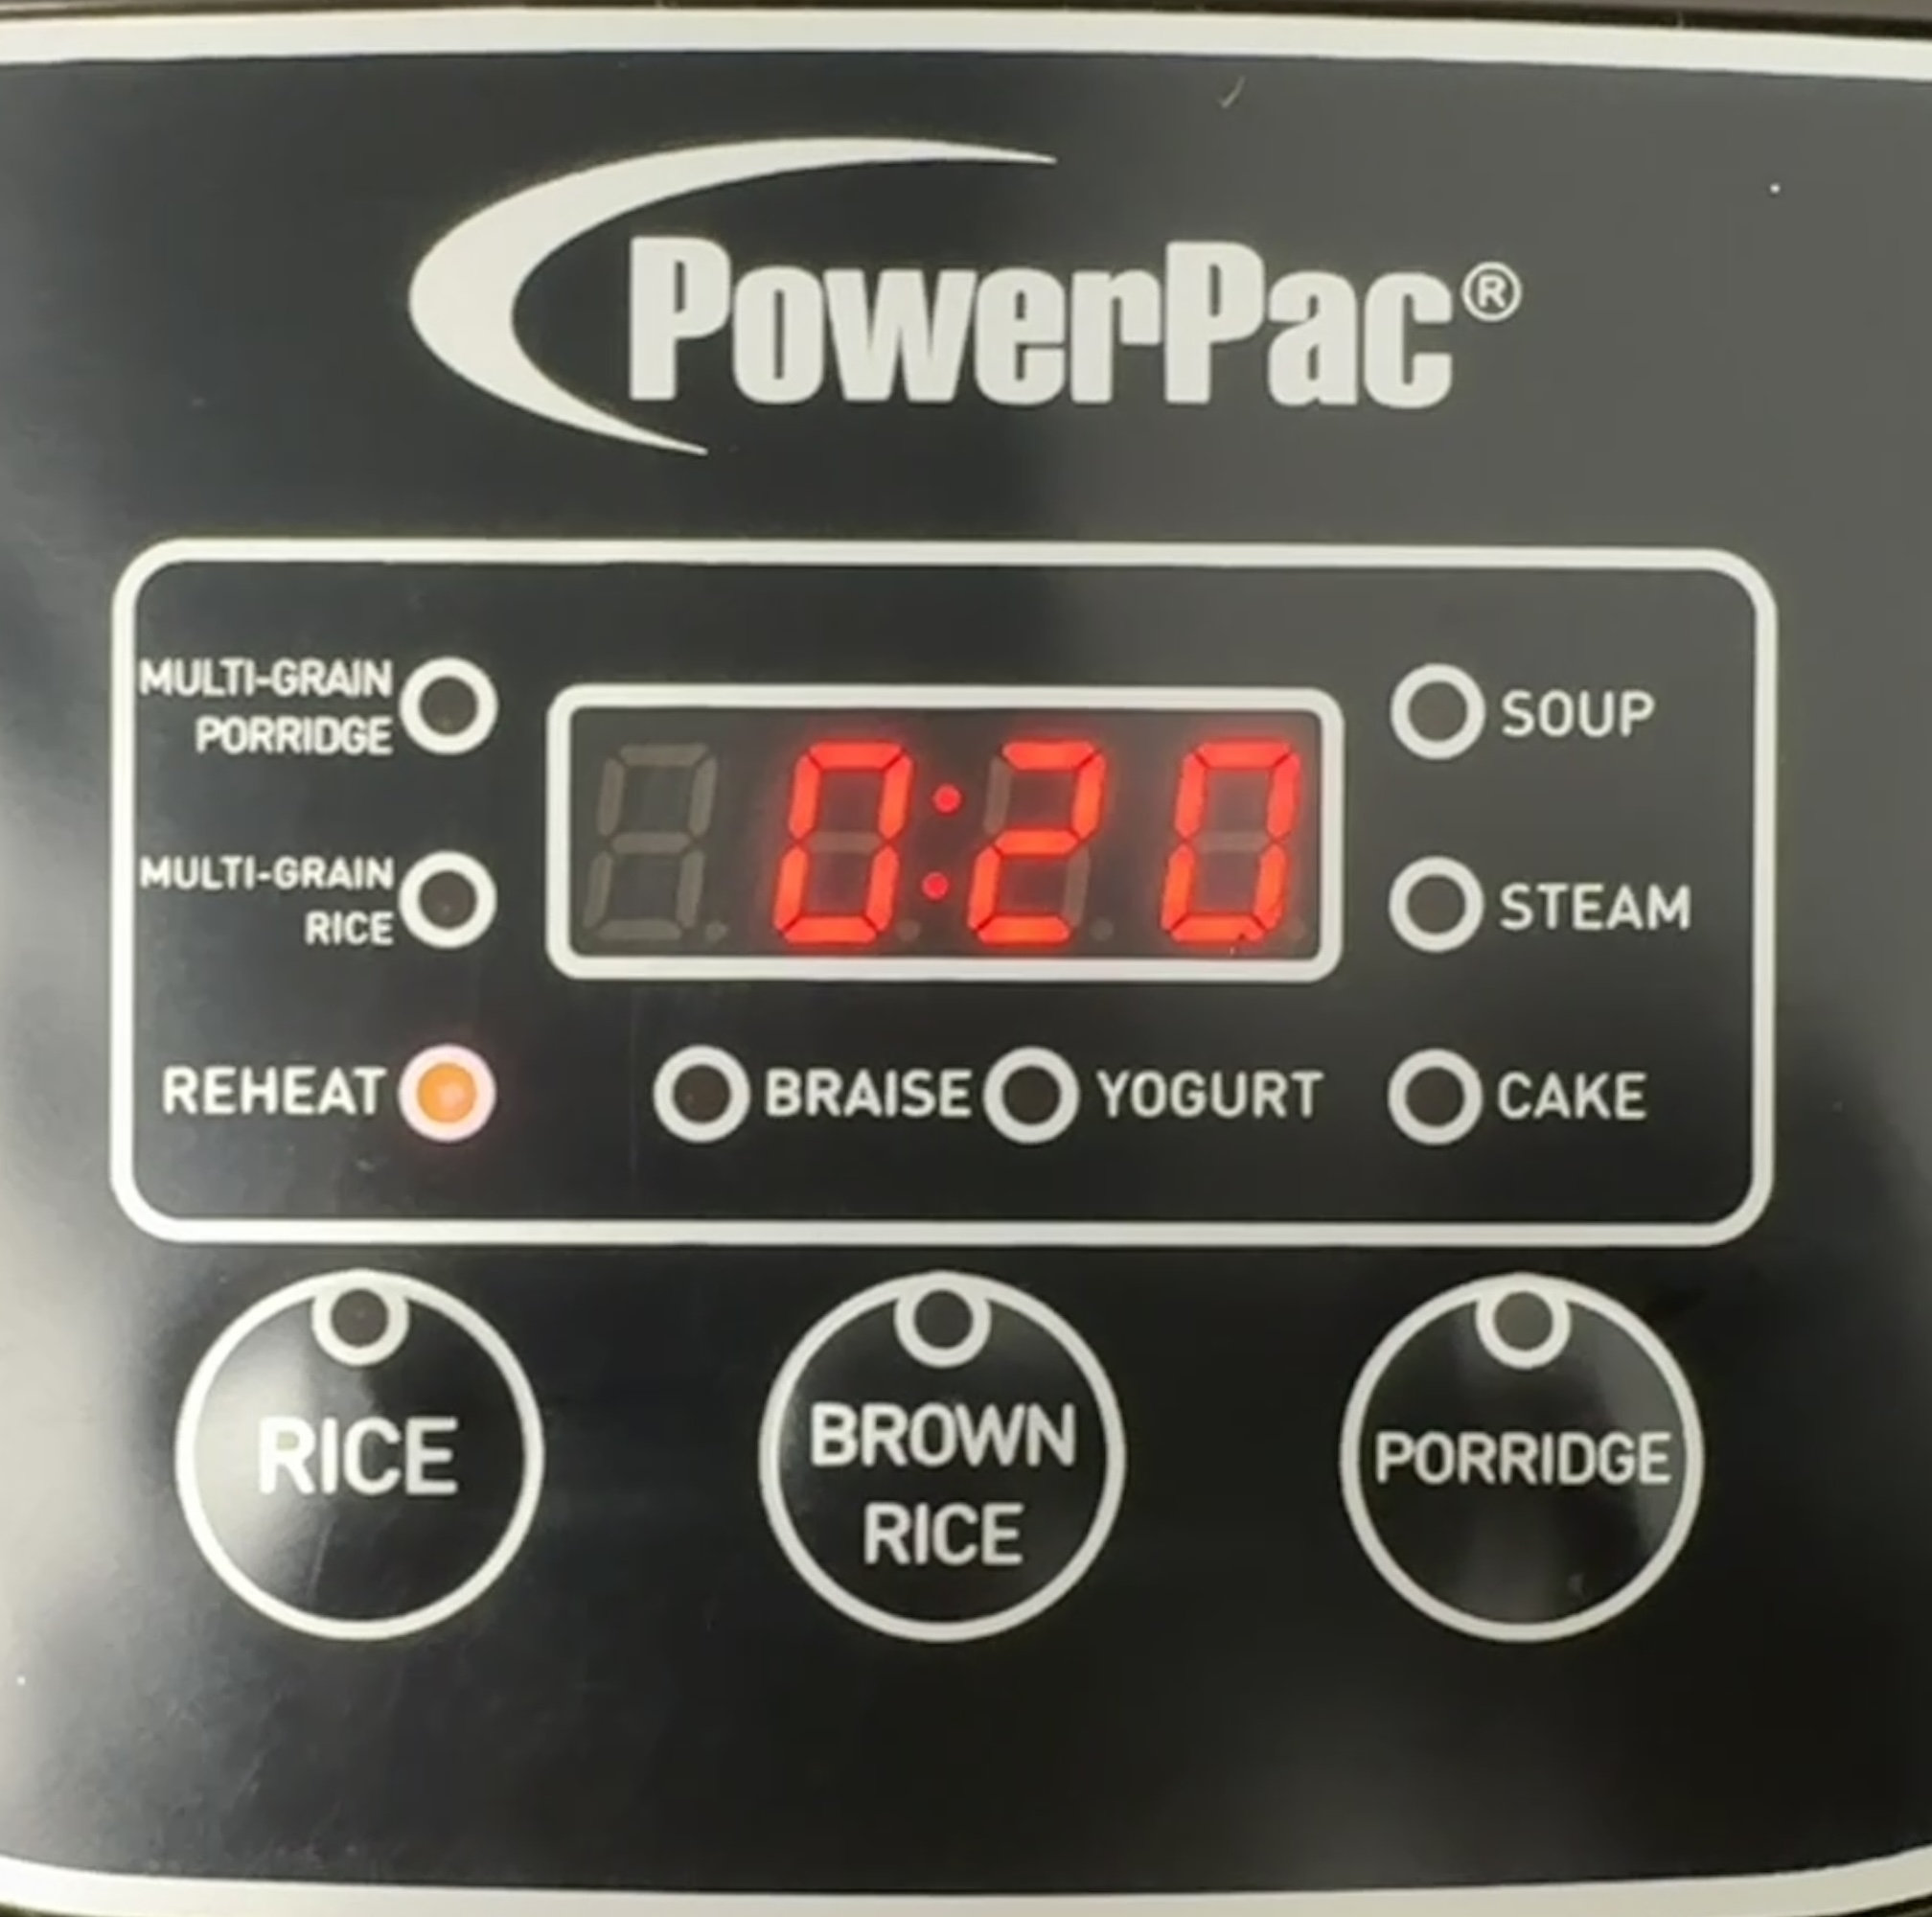 PowerPac®
MULTI-GRAIN
PORRIDGE
SOUP
0:20
MULTI-GRAIN
RICE
STEAM
REHEAT
BRAISE
YOGURT
CAKE
RICE
BROWN
RICE
PORRIDGE